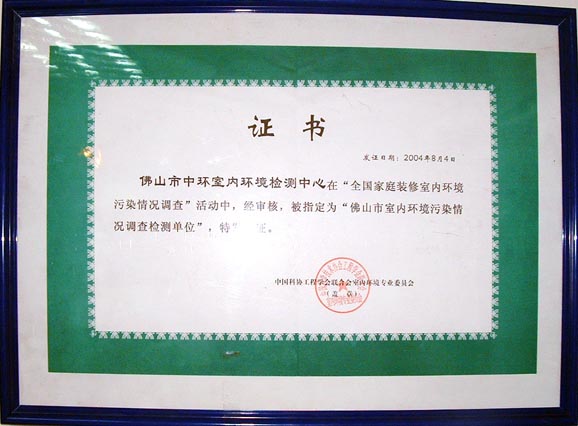 证 书
发证日期：2004年8月4日
佛山市中环室内环境检测中心在“全国家庭装修室内环境
污染情况调查”活动中，经审核，被指定为“佛山市室内环境污染情
况调查检测单位”，特 证。
中国科协工程学会联合会室内环境专业委员会
（盖 章）